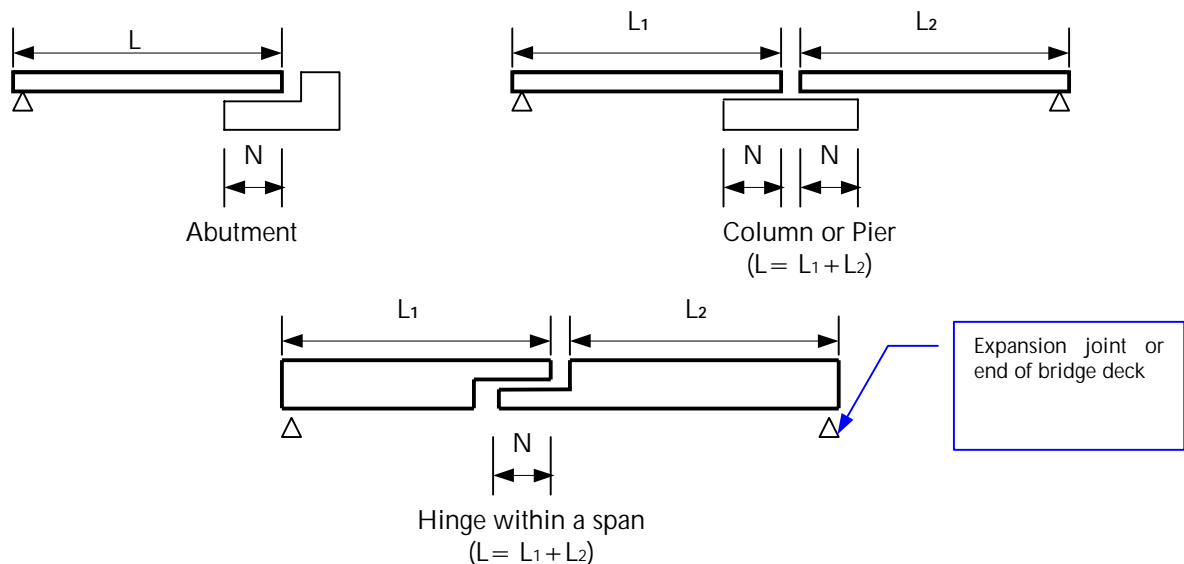 L
L₁
L₂
N
N
N
Abutment
Column or Pier
(L= L₁+L₂)
L₁
L₂
Expansion joint or
end of bridge deck
N
Hinge within a span
(L= L₁+L₂)